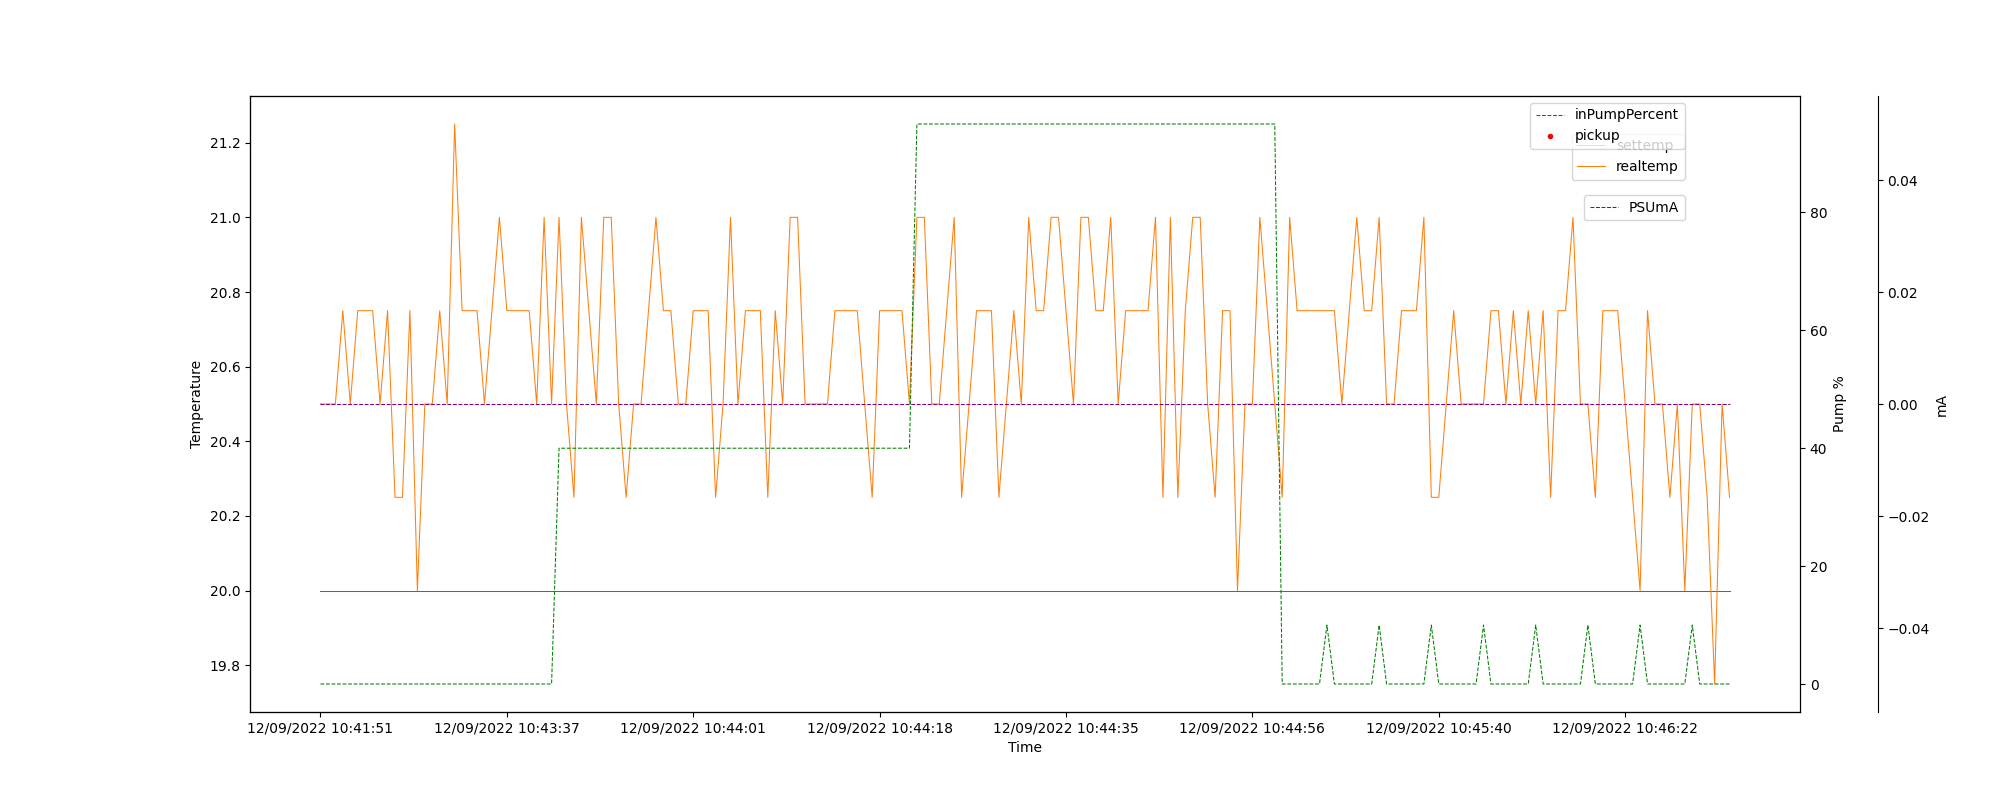 inPumpPercent
pickup
settemp
realtemp
PSUmA
21.2
21.0
20.8
20.6
20.4
20.2
20.0
19.8
Temperature
80
60
40
20
0
Pump %
0.04
0.02
0.00
−0.02
−0.04
mA
12/09/2022 10:41:51
12/09/2022 10:43:37
12/09/2022 10:44:01
12/09/2022 10:44:18
12/09/2022 10:44:35
12/09/2022 10:44:56
12/09/2022 10:45:40
12/09/2022 10:46:22
Time